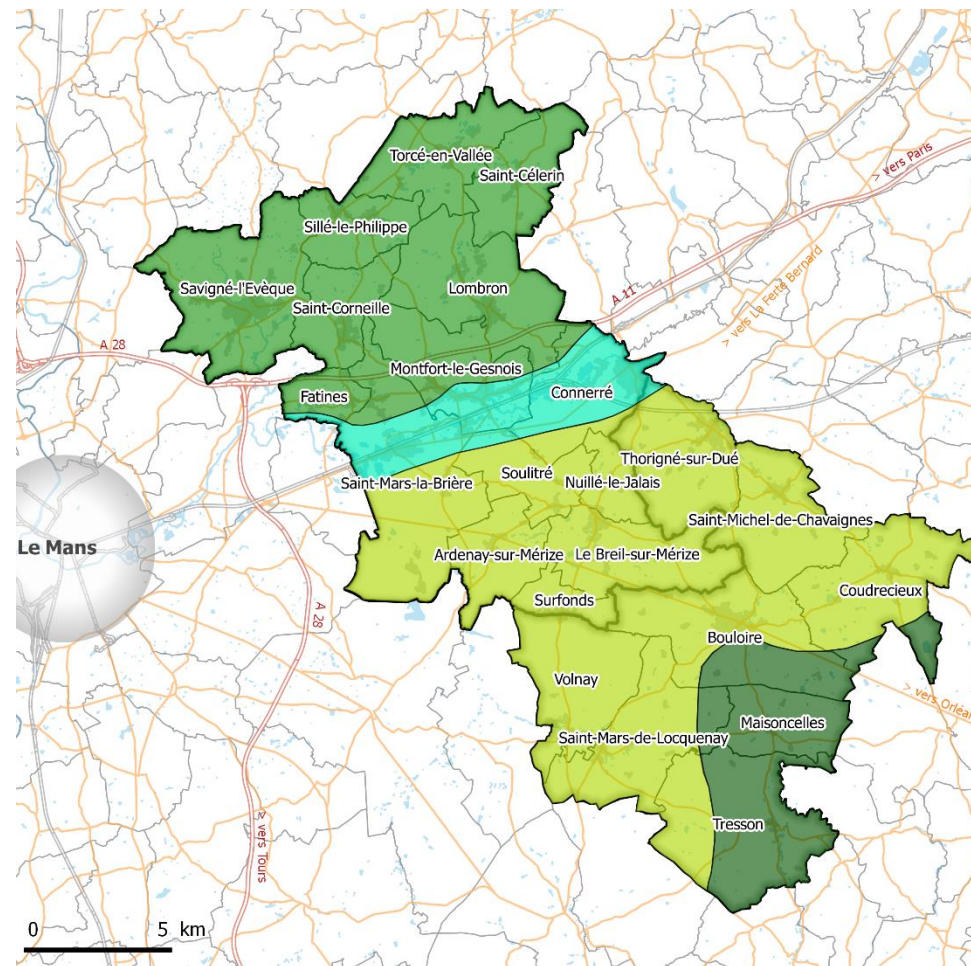 Torcé-en-Vallée
> vers Paris
Saint-Célerin
Sillé-le-Philippe
Savigné-l'Evèque
Lombron
A 11
> vers La Ferte Bernard
Saint-Corneille
A 28
Montfort-le-Gesnois
Fatines
Connerré
Thorigné-sur-Dué
Soulitré
Saint-Mars-la-Brière
Nuillé-le-Jalais
Saint-Michel-de-Chavaignes
Le Mans
Ardenay-sur-Mérize
Le Breil-sur-Mérize
Coudrecieux
Surfonds
A 28
Bouloire
Volnay
> vers Orléa
Maisoncelles
Saint-Mars-de-Locquenay
Tresson
> vers Tours
0 5 km